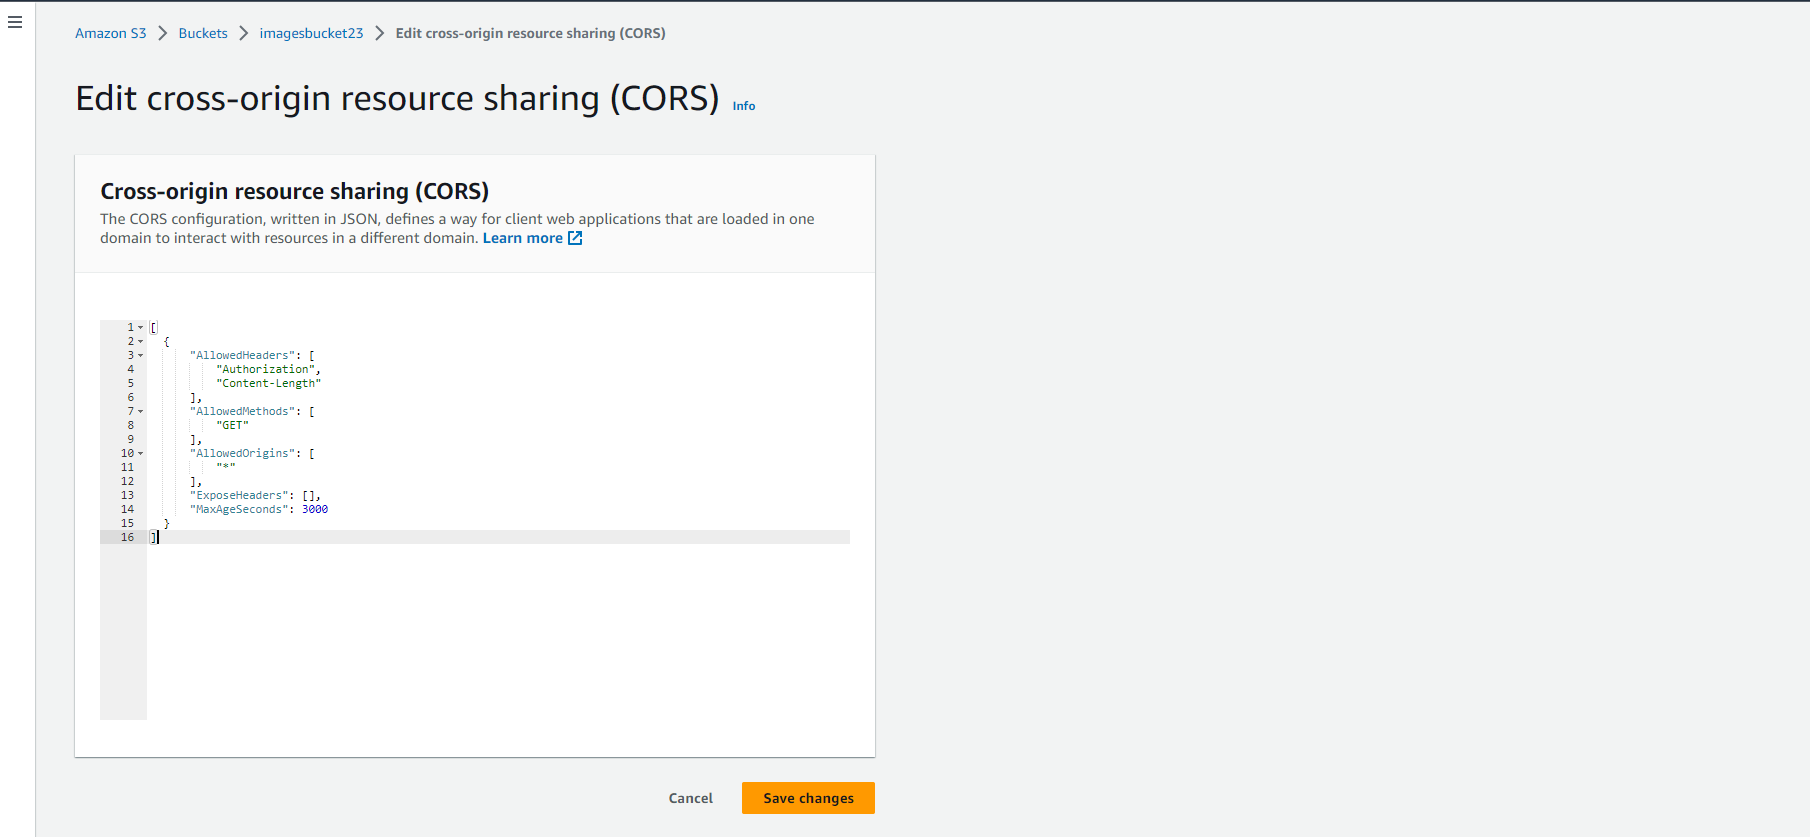 Amazon S3 > Buckets > imagesbucket23 > Edit cross-origin resource sharing (CORS)
Edit cross-origin resource sharing (CORS) Info
Cross-origin resource sharing (CORS)
The CORS configuration, written in JSON, defines a way for client web applications that are loaded in one
domain to interact with resources in a different domain. Learn more
1 [
2 {
3 "AllowedHeaders": [
4 "Authorization",
5 "Content-Length"
6 ],
7 "AllowedMethods": [
8 "GET"
9 ],
10 "AllowedOrigins": [
11 "*"
12 ],
13 "ExposeHeaders": [],
14 "MaxAgeSeconds": 3000
15 }
16 ]
Cancel Save changes